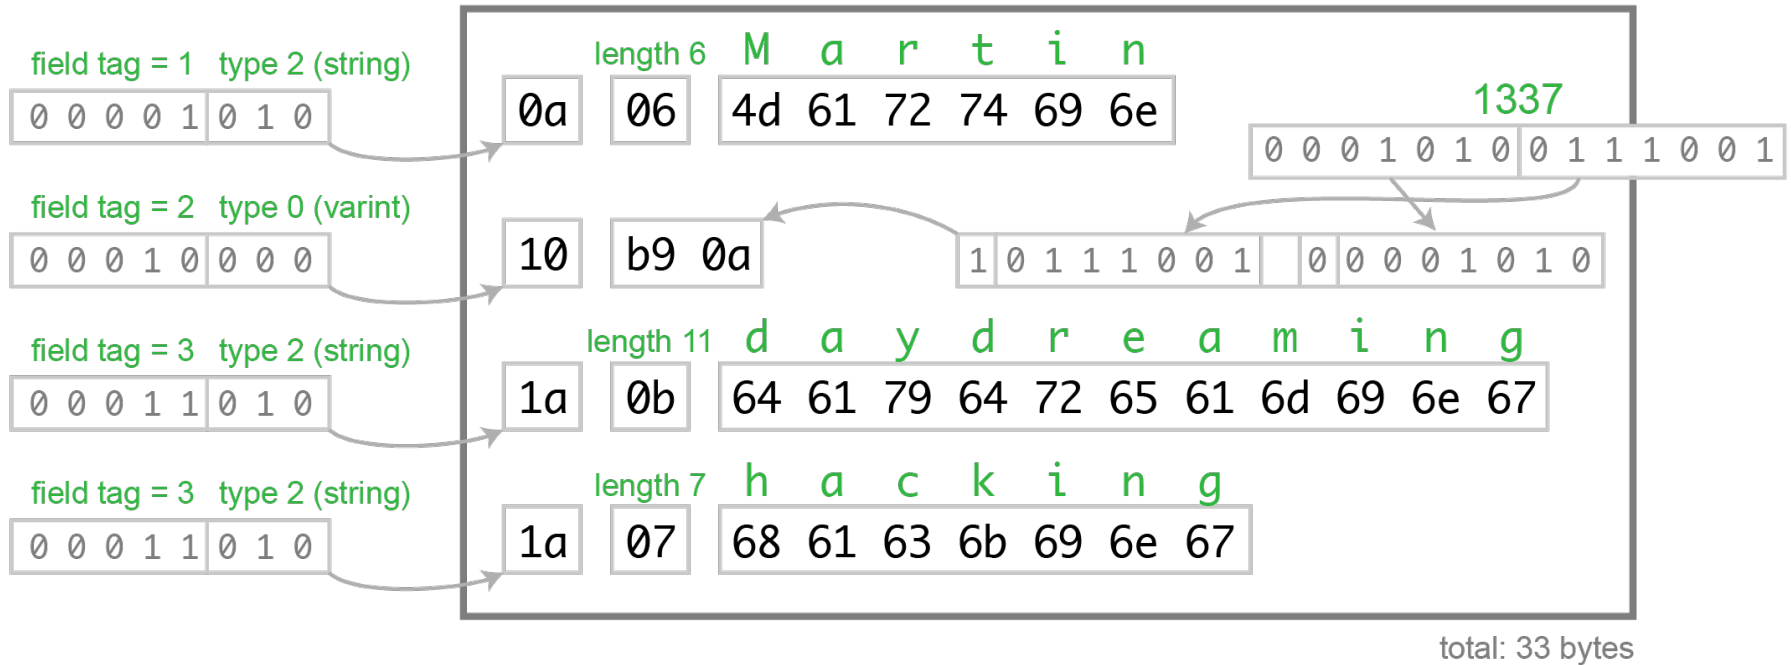 length 6 M a r t i n
field tag = 1 type 2 (string)
0 0 0 0 1 0 1 0
0a 06 4d 61 72 74 69 6e
1337
0 0 0 1 0 1 0 0 1 1 1 0 0 1
field tag = 2 type 0 (varint)
0 0 0 1 0 0 0 0
10 b9 0a
1 0 1 1 1 0 0 1 0 0 0 0 1 0 1 0
length 11 d a y d r e a m i n g
field tag = 3 type 2 (string)
0 0 0 1 1 0 1 0
1a 0b 64 61 79 64 72 65 61 6d 69 6e 67
length 7 h a c k i n g
field tag = 3 type 2 (string)
0 0 0 1 1 0 1 0
1a 07 68 61 63 6b 69 6e 67
total: 33 bytes